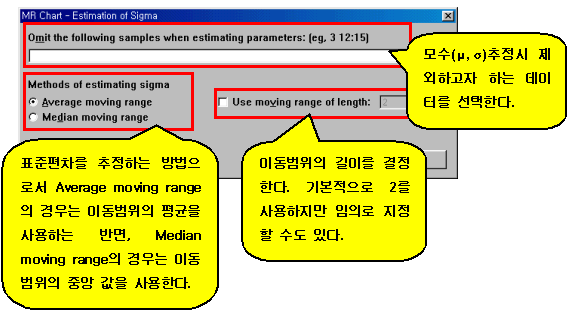 MR Chart - Estimation of Sigma
Omit the following samples when estimating parameters: (eg, 3 12:15)
모수(μ, σ)추정시 제
외하고자 하는 데이
터를 선택한다.
Methods of estimating sigma
Average moving range
Median moving range
Use moving range of length: 2
표준편차를 추정하는 방법으
로서 Average moving range
의 경우는 이동범위의 평균을
사용하는 반면, Median
moving range의 경우는 이동
범위의 중앙 값을 사용한다.
이동범위의 길이를 결정
한다. 기본적으로 2를
사용하지만 임의로 지정
할 수도 있다.